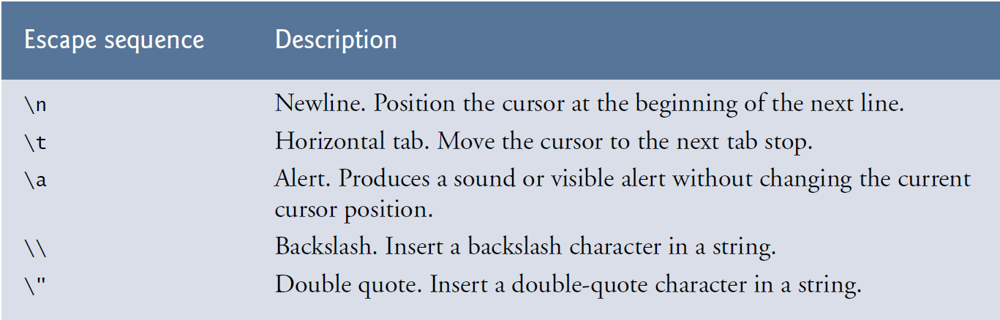 Escape sequence Description
\n Newline. Position the cursor at the beginning of the next line.
\t Horizontal tab. Move the cursor to the next tab stop.
\a Alert. Produces a sound or visible alert without changing the current
cursor position.
\\ Backslash. Insert a backslash character in a string.
\" Double quote. Insert a double-quote character in a string.